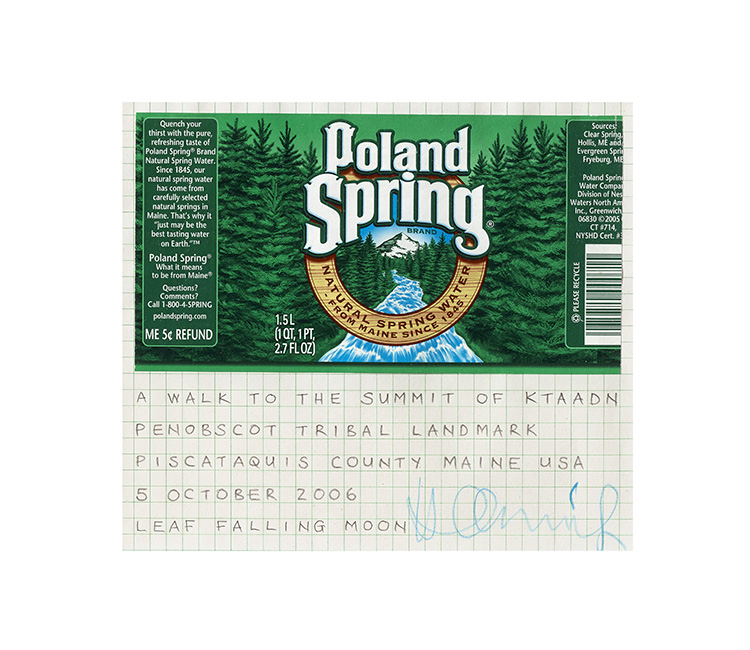 Quench your
thirst with the pure,
refreshing taste of
Poland Spring® Brand
Natural Spring Water.
Since 1845, our
natural spring water
has come from
carefully selected
natural springs in
Maine. That's why it
"just may be the
best tasting water
on Earth."™
Poland Spring®
What it means
to be from Maine®
Questions?
Comments?
Call 1-800-4-SPRING
polandspring.com
ME 5¢ REFUND
Poland
Spring®
BRAND
NATURAL SPRING WATER
- FROM MAINE SINCE 1845 -
1.5 L
(1 QT, 1 PT,
2.7 FL OZ)
Sources:
Clear Spring,
Hollis, ME and
Evergreen Spri
Fryeburg, ME
Poland Spring
Water Compa
Division of Nes
Waters North Am
Inc., Greenwich
06830 ©2005
CT #714,
NYSHD Cert. #
PLEASE RECYCLE
A WALK TO THE SUMMIT OF KTAADN
PENOBSCOT TRIBAL LANDMARK
PISCATAQUIS COUNTY MAINE USA
5 OCTOBER 2006
LEAF FALLING MOON